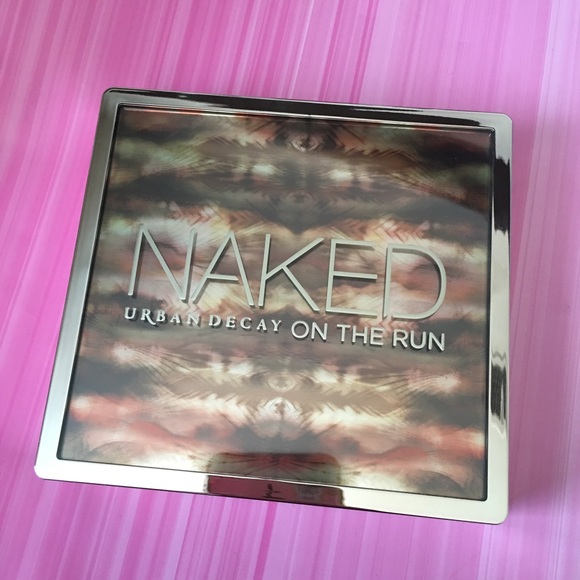 NAKED
URBAN DECAY ON THE RUN